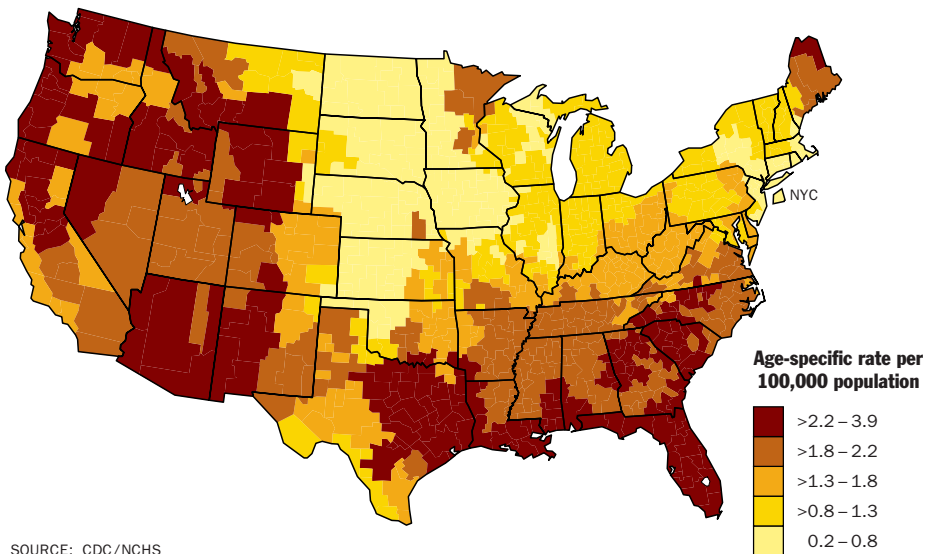 NYC
Age-specific rate per
100,000 population
>2.2 – 3.9
>1.8 – 2.2
>1.3 – 1.8
>0.8 – 1.3
0.2 – 0.8
SOURCE: CDC/NCHS